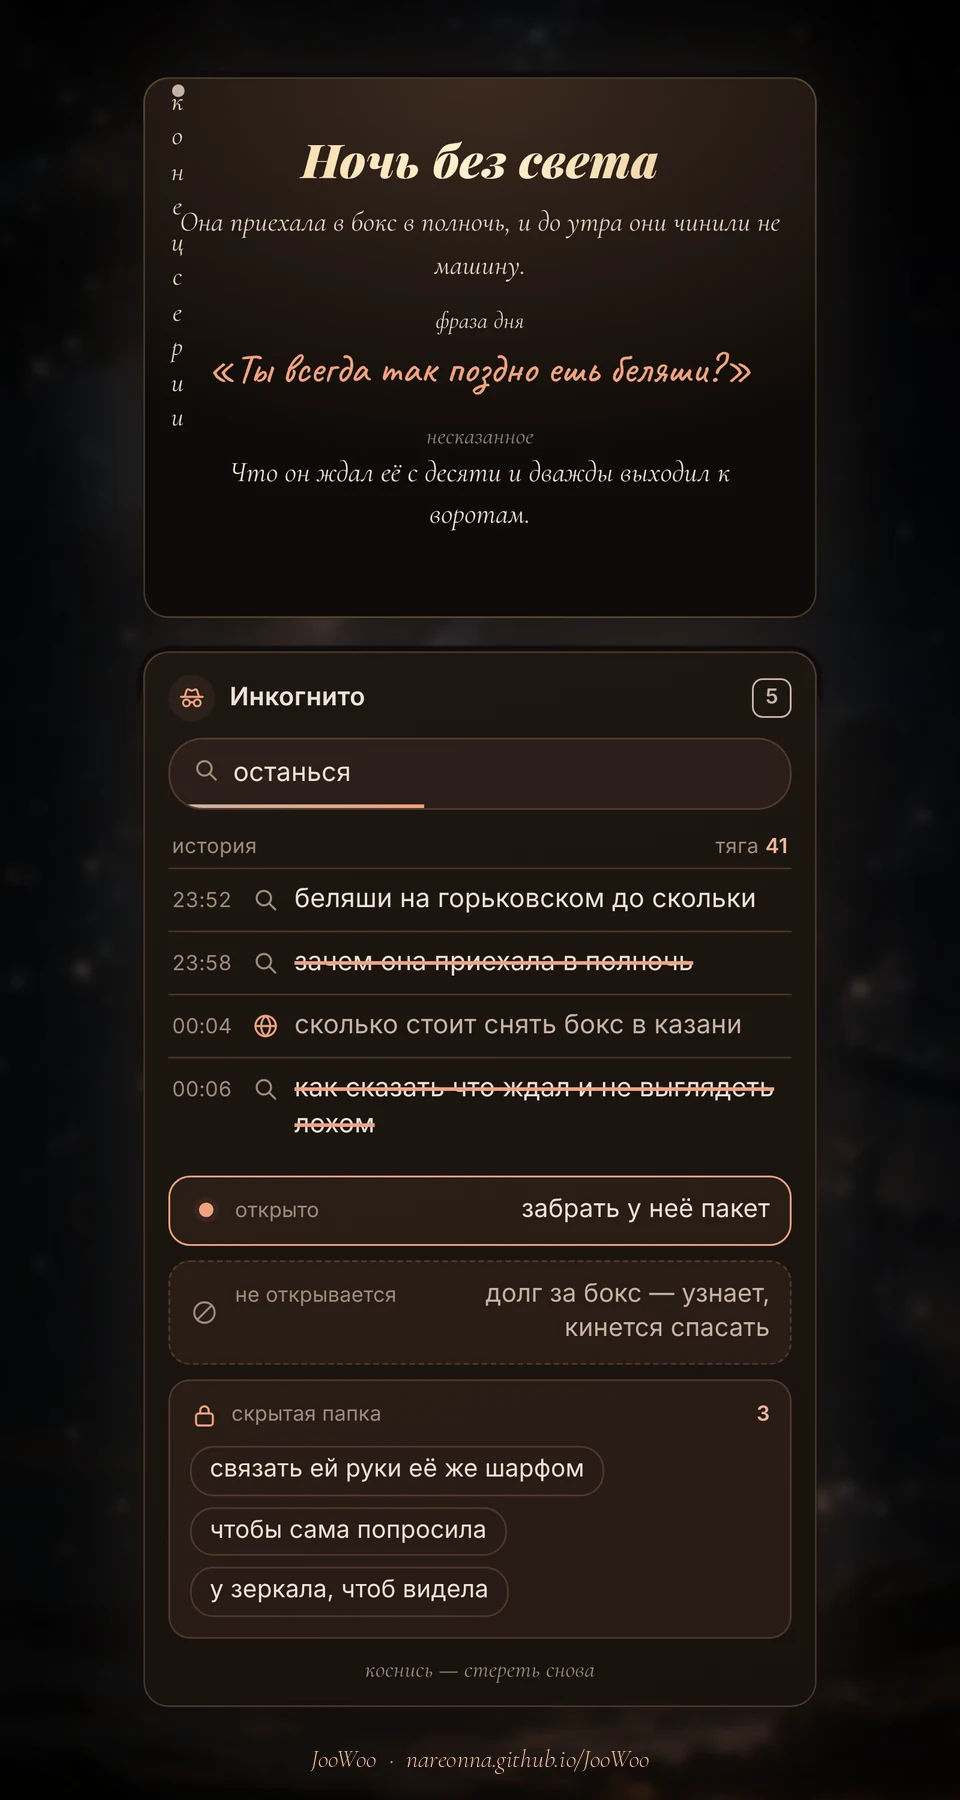 конец серии
Ночь без света
Она приехала в бокс в полночь, и до утра они чинили не
машину.
фраза дня
«Ты всегда так поздно ешь беляши?»
несказанное
Что он ждал её с десяти и дважды выходил к
воротам.
Инкогнито
5
останься
история
тяга 41
23:52 беляши на горьковском до скольки
23:58 зачем она приехала в полночь
00:04 сколько стоит снять бокс в казани
00:06 как сказать что ждал и не выглядеть
лохом
открыто
забрать у неё пакет
не открывается
долг за бокс — узнает,
кинется спасать
скрытая папка
3
связать ей руки её же шарфом
чтобы сама попросила
у зеркала, чтоб видела
коснись — стереть снова
JooWoo · nareonna.github.io/JooWoo